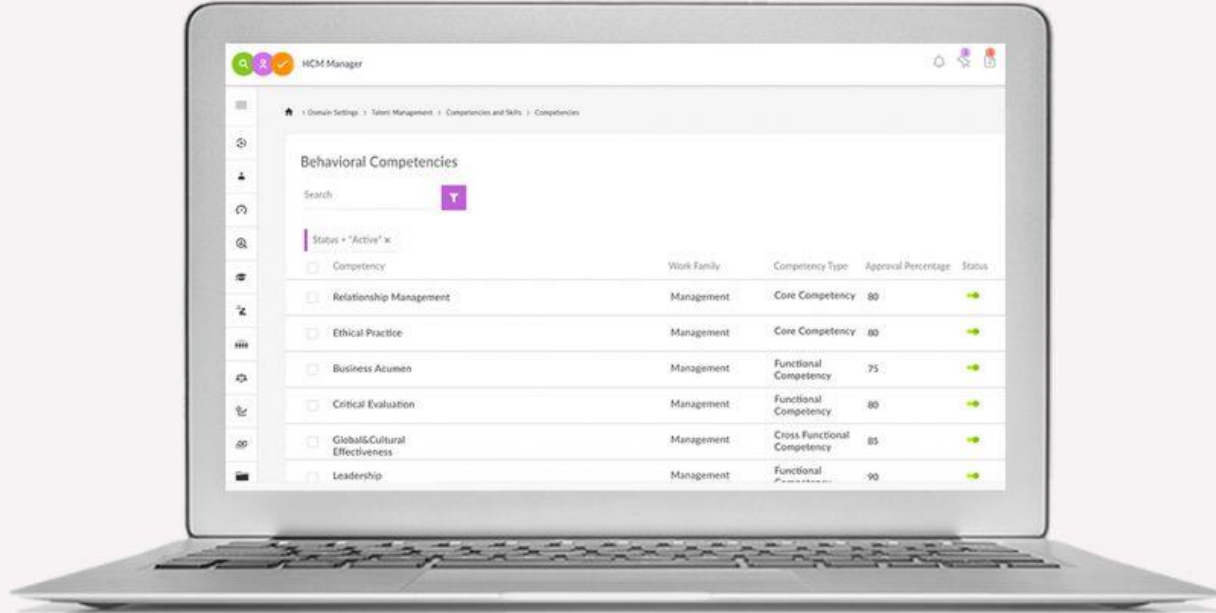 HCM Manager
> Domain Settings > Talent Management > Competencies and Skills > Competencies
Behavioral Competencies
Search
Status = "Active" x
Competency Work Family Competency Type Approval Percentage Status
Relationship Management Management Core Competency 80
Ethical Practice Management Core Competency 80
Business Acumen Management Functional Competency 75
Critical Evaluation Management Functional Competency 80
Global&Cultural Effectiveness Management Cross Functional Competency 85
Leadership Management Functional Competency 90